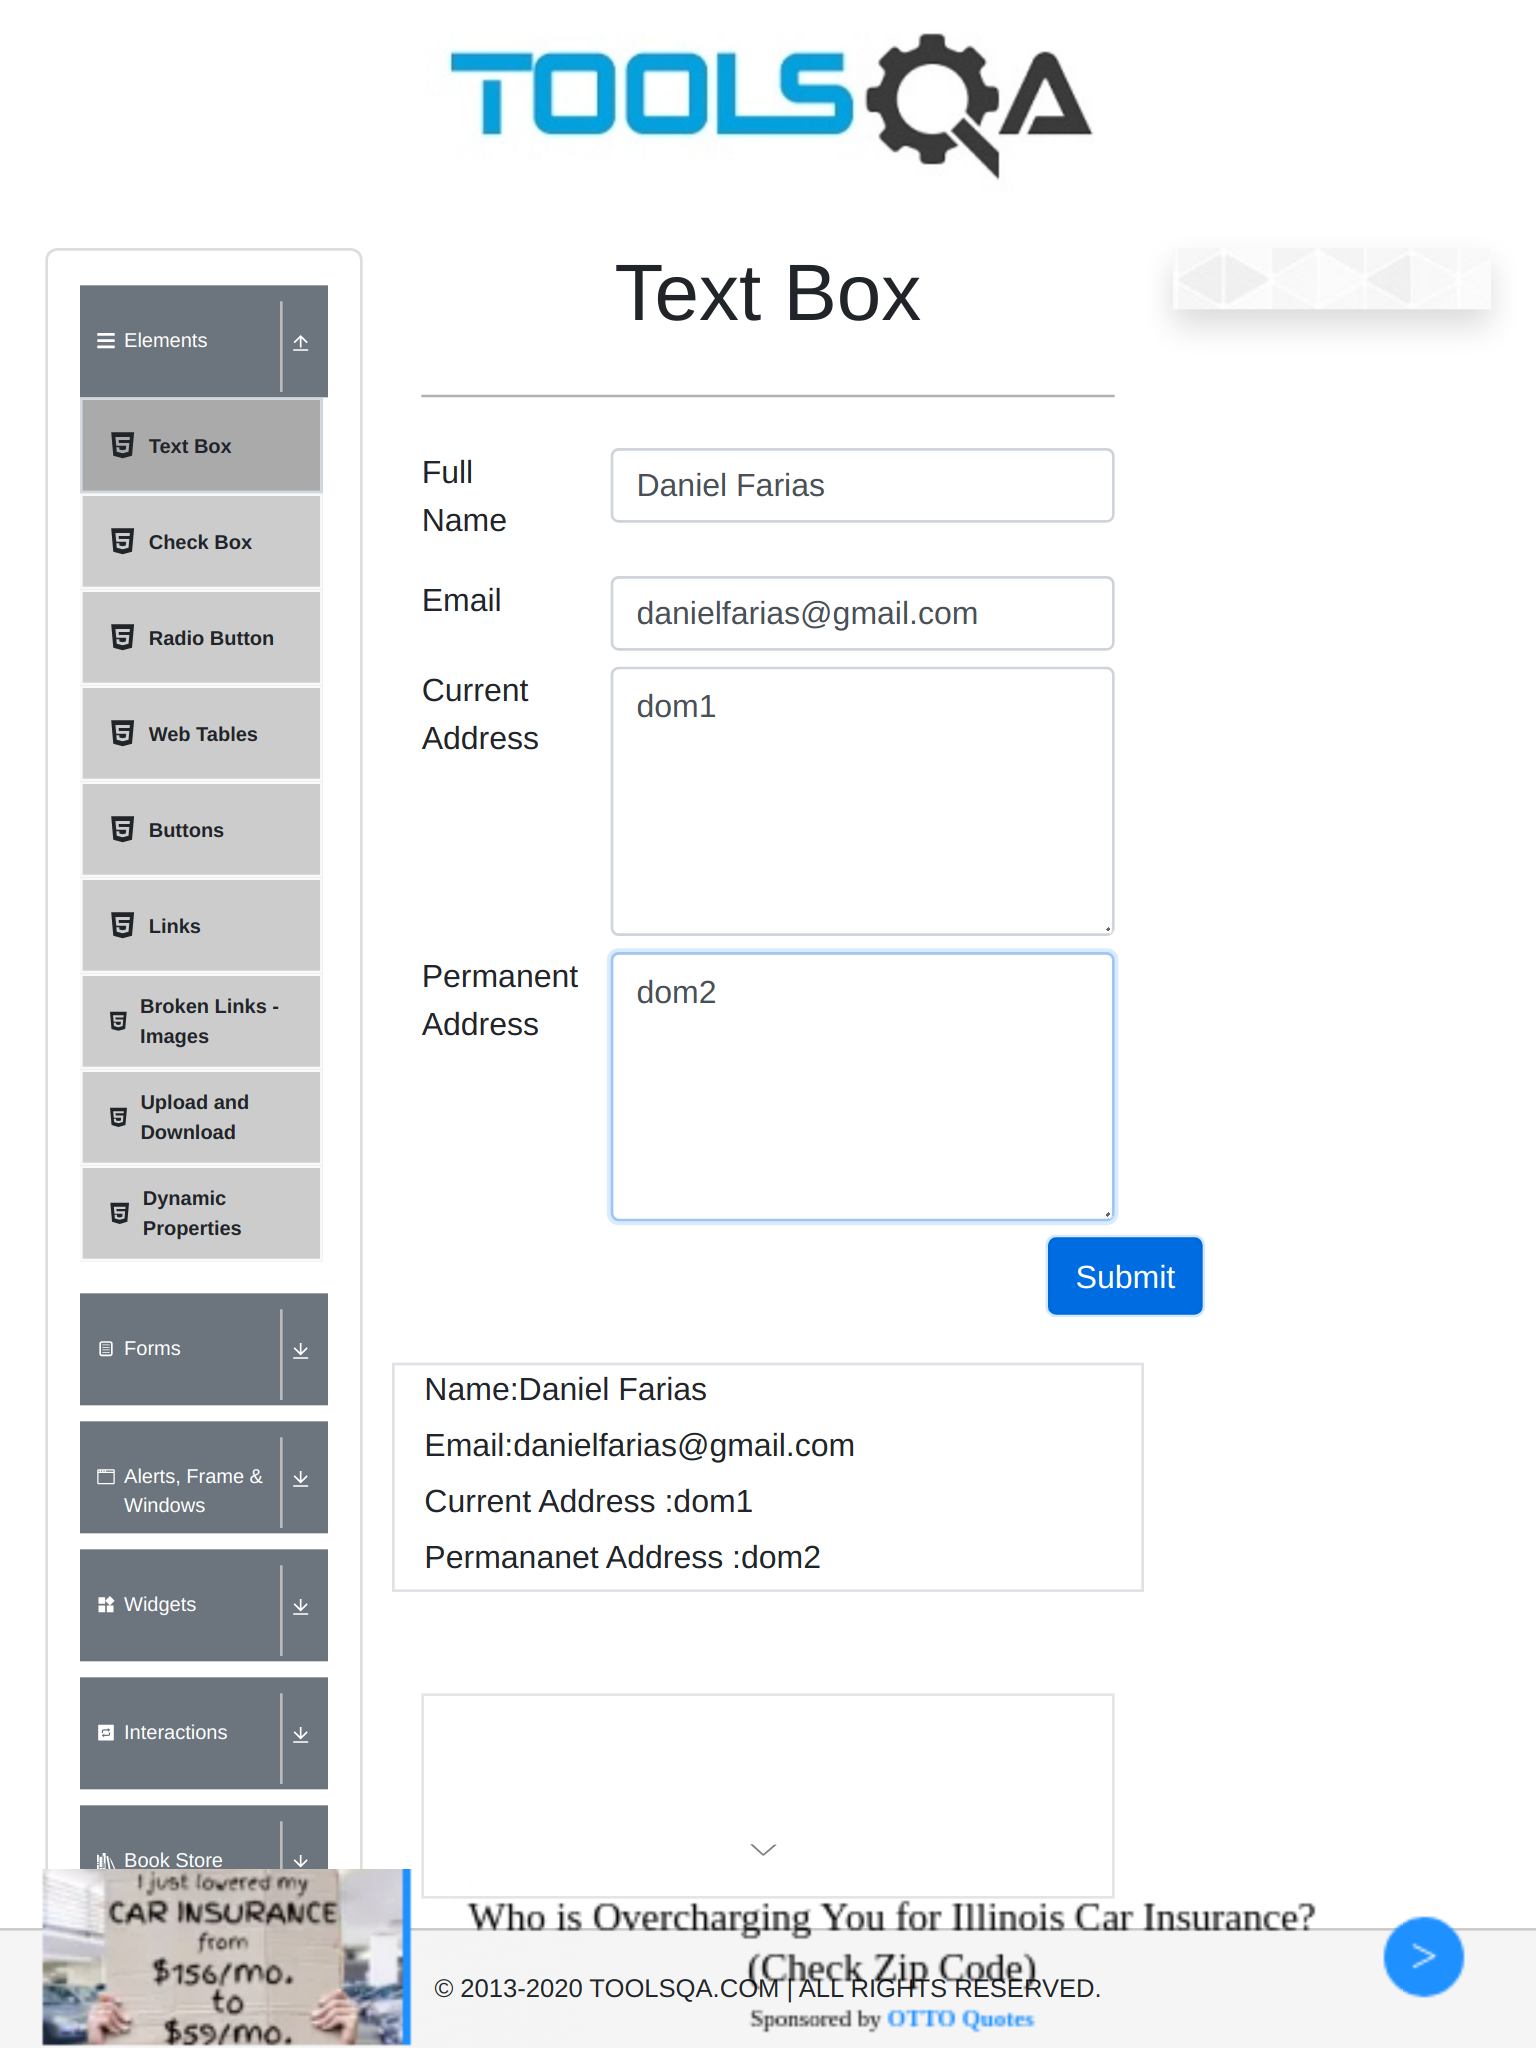 TOOLSQA
Text Box
Elements
Text Box
Check Box
Radio Button
Web Tables
Buttons
Links
Broken Links -
Images
Upload and
Download
Dynamic
Properties
Forms
Alerts, Frame &
Windows
Widgets
Interactions
Book Store
Full
Name
Daniel Farias
Email
danielfarias@gmail.com
Current
Address
dom1
Permanent
Address
dom2
Submit
Name:Daniel Farias
Email:danielfarias@gmail.com
Current Address :dom1
Permananet Address :dom2
I just lowered my
CAR INSURANCE
from
$156/mo.
to
$59/mo.
Who is Overcharging You for Illinois Car Insurance?
(Check Zip Code)
© 2013-2020 TOOLSQA.COM | ALL RIGHTS RESERVED.
Sponsored by OTTO Quotes